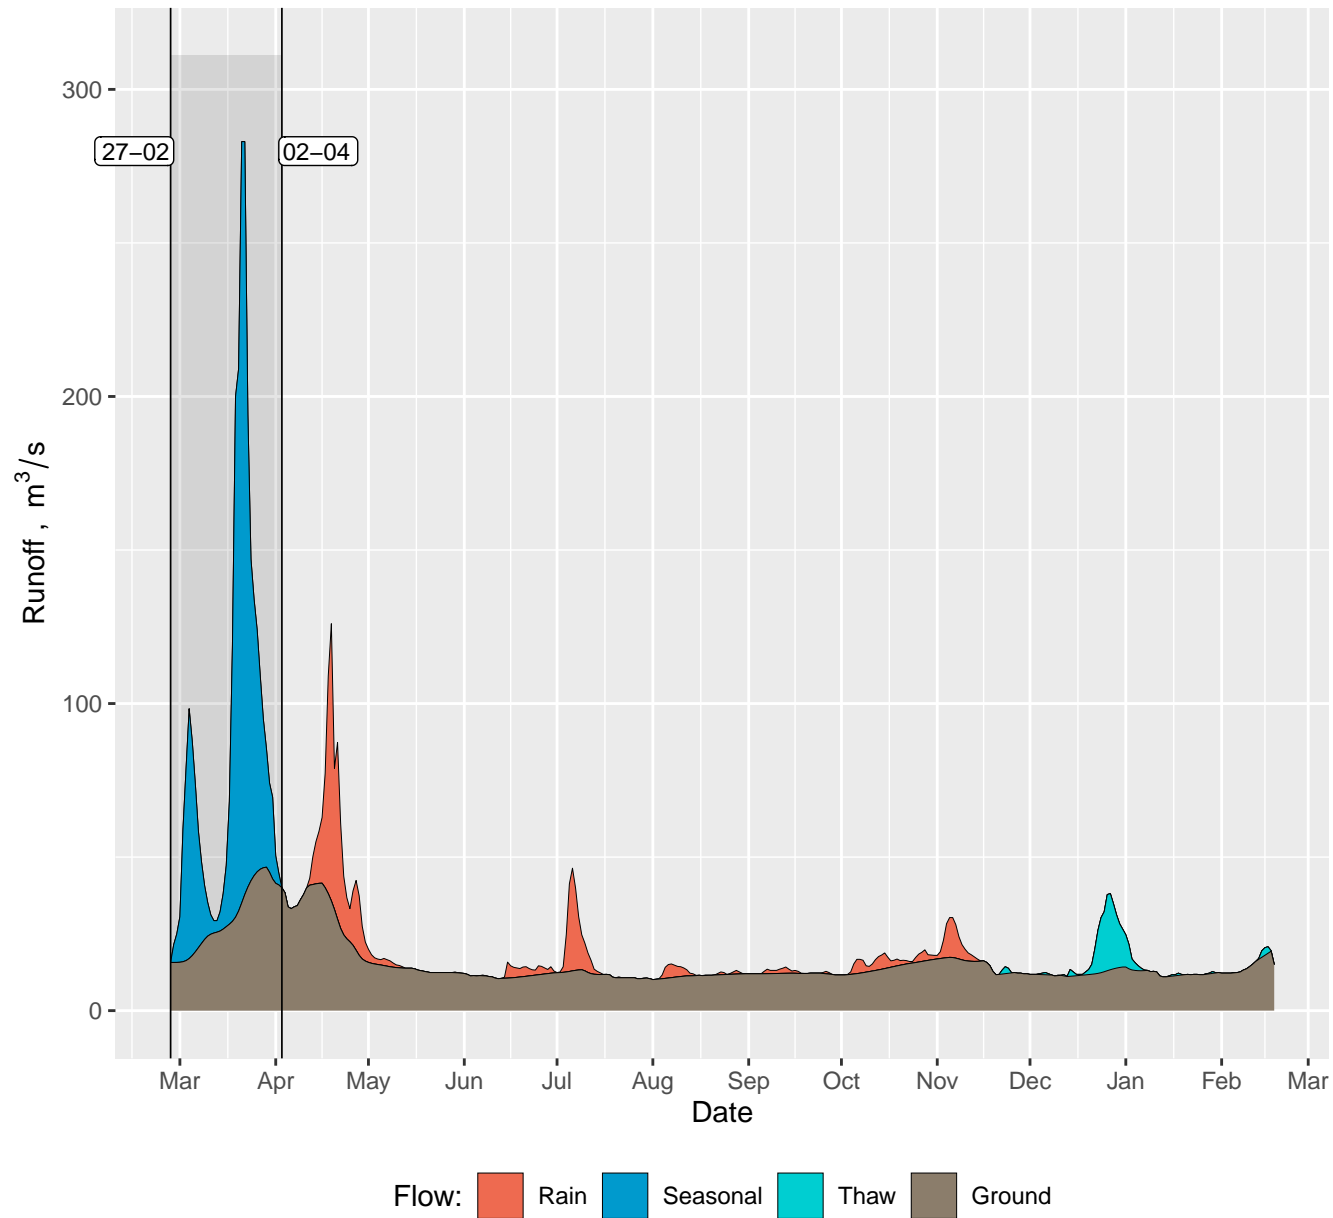 300
27−02 02−04
200
100
0
Runoff , m³/s
Mar Apr May Jun Jul Aug Sep Oct Nov Dec Jan Feb Mar
Date
Flow: Rain Seasonal Thaw Ground